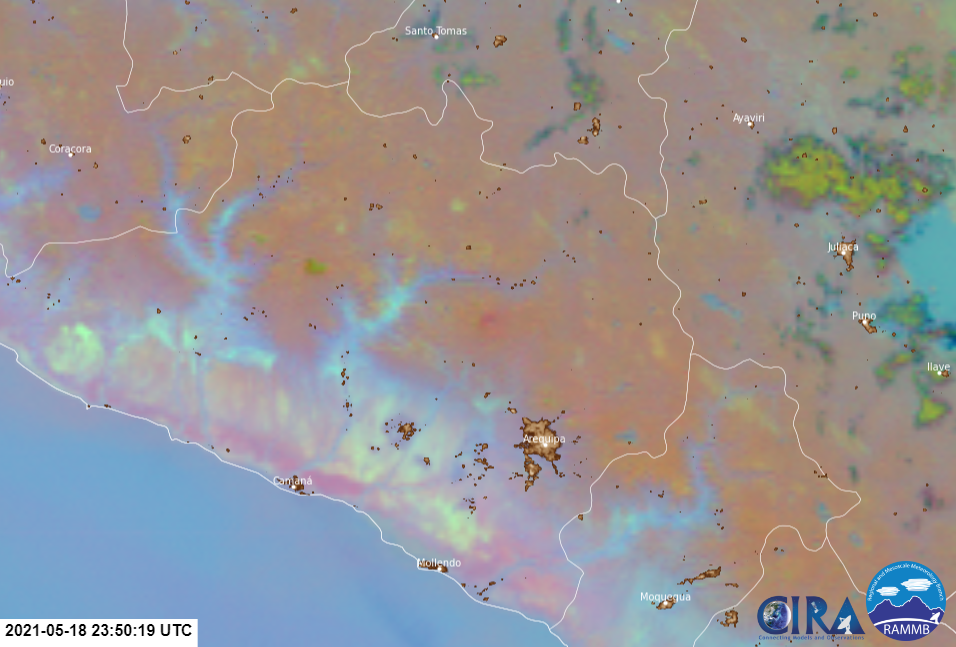 Santo Tomas
uio
Ayaviri
Coracora
Juliaca
Puno
Ilave
Arequipa
Camaná
Mollendo
Moquegua
2021-05-18 23:50:19 UTC
CIRA
Connecting Models and Observations
Regional and Mesoscale Meteorology Branch
RAMMB